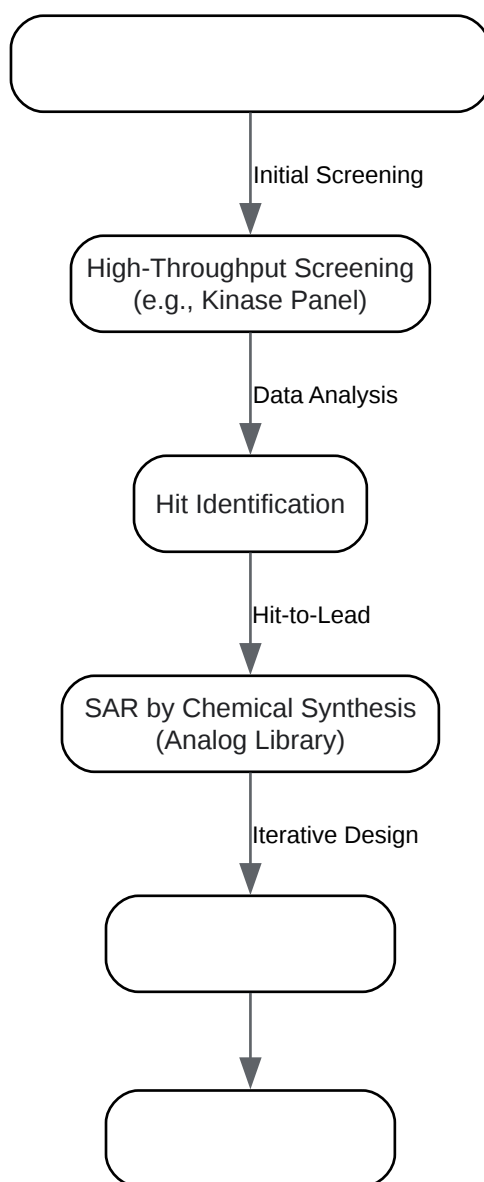 Initial Screening
High-Throughput Screening
(e.g., Kinase Panel)
Data Analysis
Hit Identification
Hit-to-Lead
SAR by Chemical Synthesis
(Analog Library)
Iterative Design